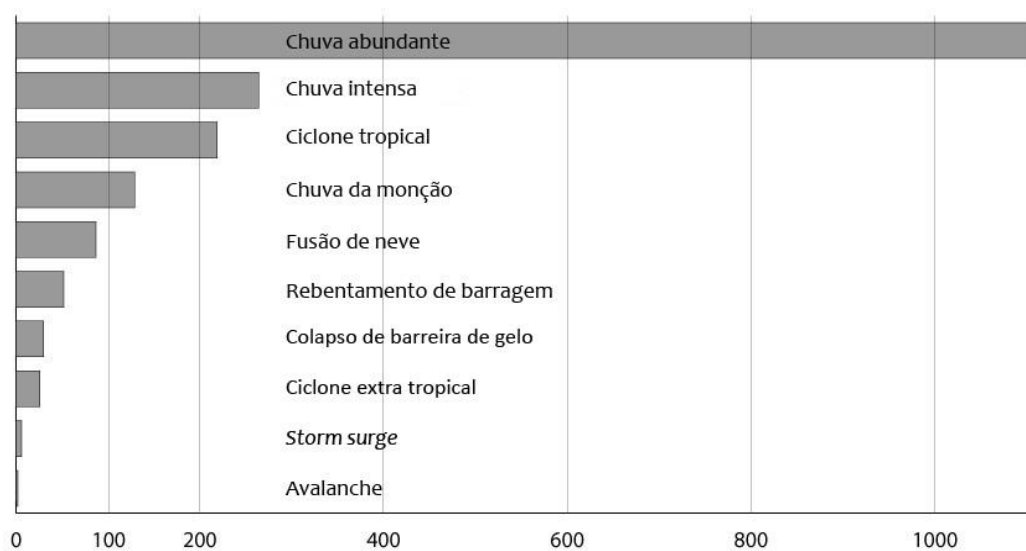 Chuva abundante
Chuva intensa
Ciclone tropical
Chuva da monção
Fusão de neve
Rebentamento de barragem
Colapso de barreira de gelo
Ciclone extra tropical
Storm surge
Avalanche
0 100 200 400 600 800 1000